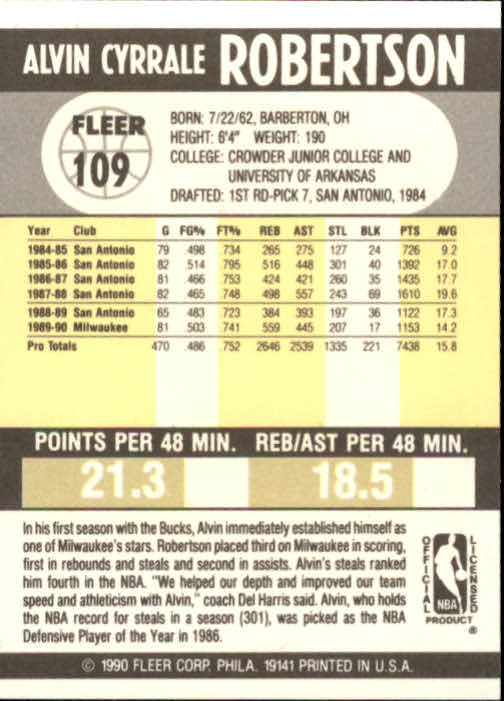 ALVIN CYRRALE ROBERTSON
FLEER
109
BORN: 7/22/62, BARBERTON, OH
HEIGHT: 6'4" WEIGHT: 190
COLLEGE: CROWDER JUNIOR COLLEGE AND
UNIVERSITY OF ARKANSAS
DRAFTED: 1ST RD-PICK 7, SAN ANTONIO, 1984
Year Club G FG% FT% REB AST STL BLK PTS AVG
1984-85 San Antonio 79 .498 .734 265 275 127 24 726 9.2
1985-86 San Antonio 82 .514 .795 516 448 301 40 1392 17.0
1986-87 San Antonio 81 .466 .753 424 421 260 35 1435 17.7
1987-88 San Antonio 82 .465 .748 498 557 243 69 1610 19.6
1988-89 San Antonio 65 .483 .723 384 393 197 36 1122 17.3
1989-90 Milwaukee 81 .503 .741 559 445 207 17 1153 14.2
Pro Totals 470 .486 .752 2646 2539 1335 221 7438 15.8
POINTS PER 48 MIN. REB/AST PER 48 MIN.
21.3 18.5
In his first season with the Bucks, Alvin immediately established himself as
one of Milwaukee's stars. Robertson placed third on Milwaukee in scoring,
first in rebounds and steals and second in assists. Alvin's steals ranked
him fourth in the NBA. "We helped our depth and improved our team
speed and athleticism with Alvin," coach Del Harris said. Alvin, who holds
the NBA record for steals in a season (301), was picked as the NBA
Defensive Player of the Year in 1986.
OFFICIAL LICENSED
NBA
PRODUCT ®
© 1990 FLEER CORP. PHILA. 19141 PRINTED IN U.S.A.